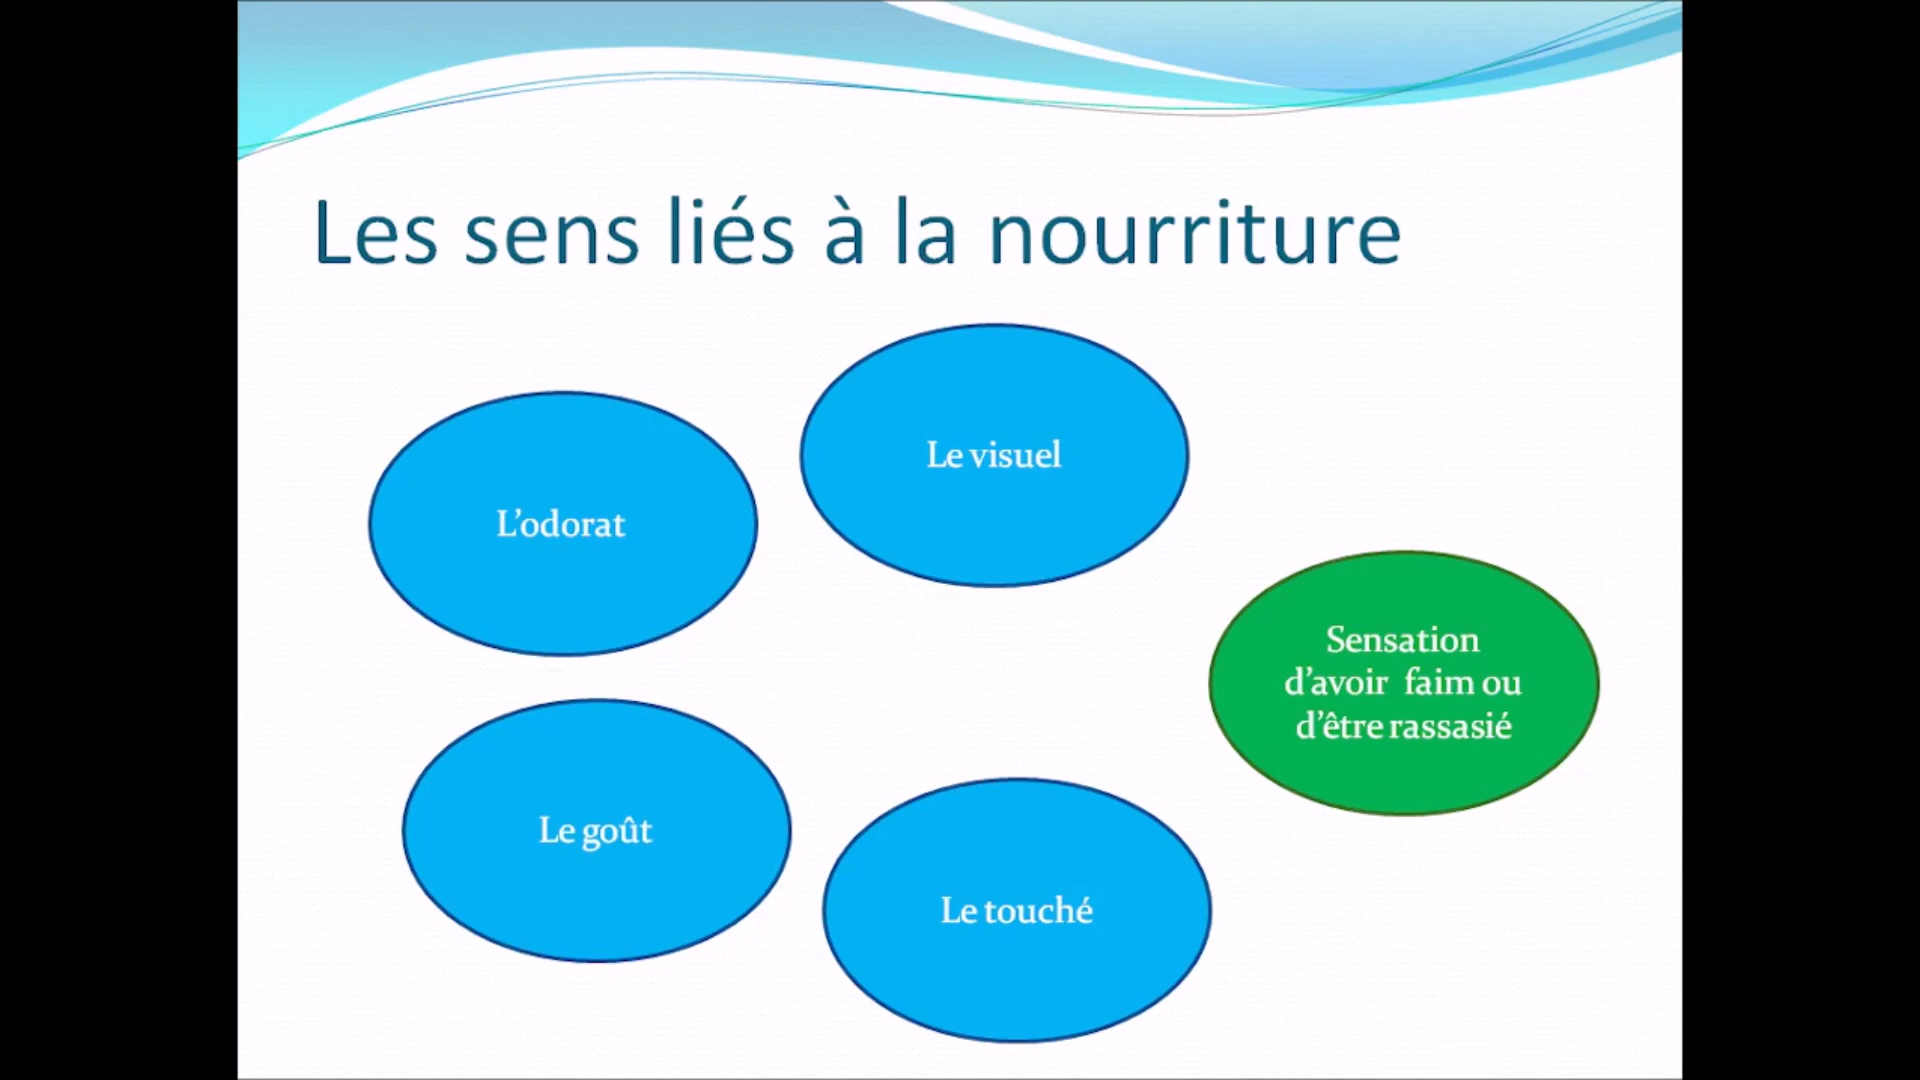 Les sens liés à la nourriture
Le visuel
L’odorat
Sensation
d’avoir faim ou
d’être rassasié
Le goût
Le touché